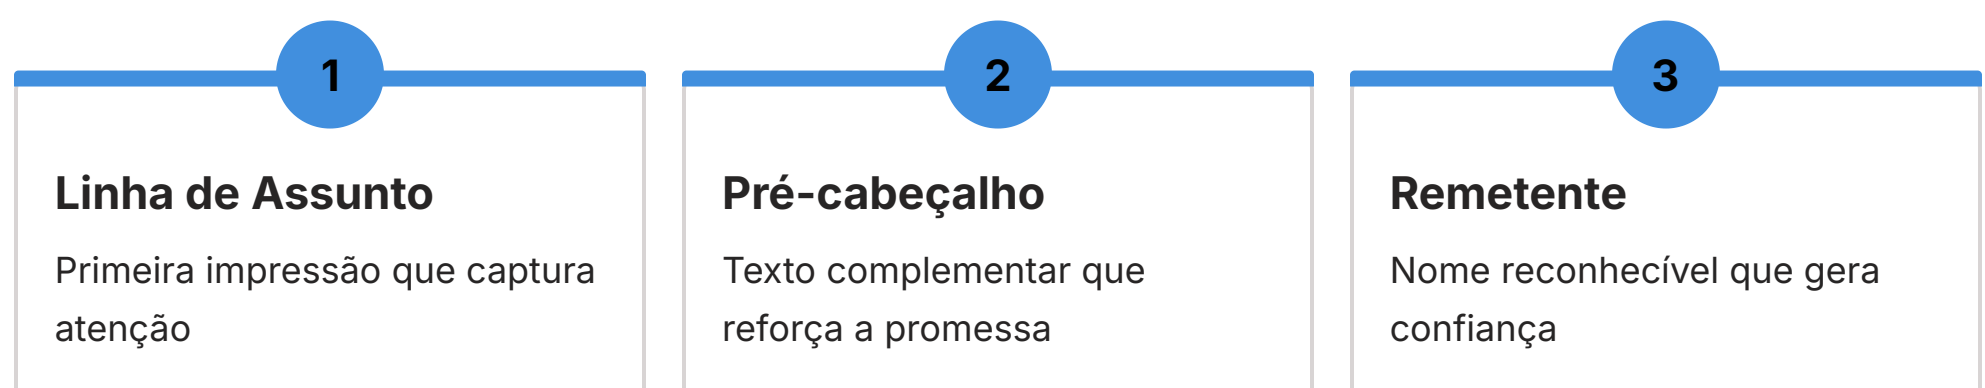 1
Linha de Assunto
Primeira impressão que captura
atenção
2
Pré-cabeçalho
Texto complementar que
reforça a promessa
3
Remetente
Nome reconhecível que gera
confiança